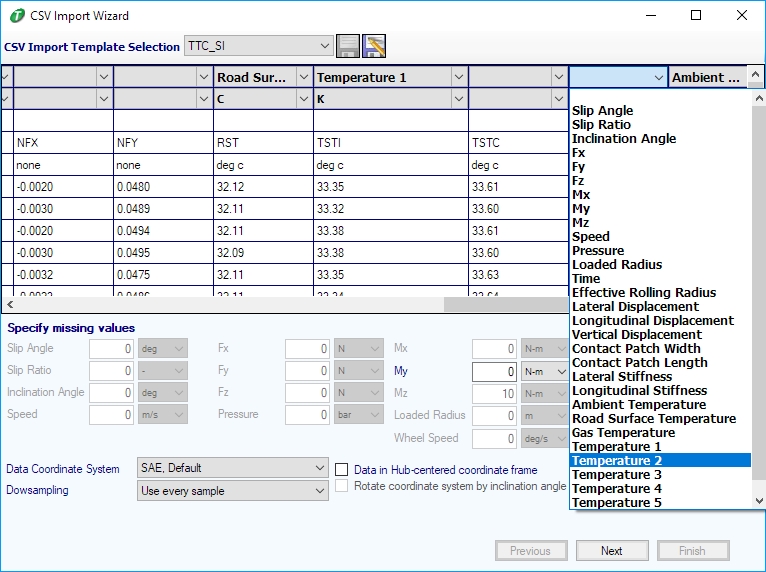 CSV Import Wizard
CSV Import Template Selection TTC_SI
Road Sur... Temperature 1 Ambient ...
C K
NFX NFY RST TSTI TSTC
none none deg c deg c deg c
-0.0020 0.0480 32.12 33.35 33.61
-0.0030 0.0489 32.11 33.32 33.60
-0.0020 0.0494 32.11 33.38 33.61
-0.0030 0.0495 32.09 33.38 33.60
-0.0032 0.0475 32.11 33.35 33.63
Slip Angle
Slip Ratio
Inclination Angle
Fx
Fy
Fz
Mx
My
Mz
Speed
Pressure
Loaded Radius
Time
Effective Rolling Radius
Lateral Displacement
Longitudinal Displacement
Vertical Displacement
Contact Patch Width
Contact Patch Length
Lateral Stiffness
Longitudinal Stiffness
Ambient Temperature
Road Surface Temperature
Gas Temperature
Temperature 1
Temperature 2
Temperature 3
Temperature 4
Temperature 5
Specify missing values
Slip Angle 0 deg Fx 0 N Mx 0 N-m
Slip Ratio 0 - Fy 0 N My 0 N-m
Inclination Angle 0 deg Fz 0 N Mz 10 N-m
Speed 0 m/s Pressure 0 bar Loaded Radius 0 m
Wheel Speed 0 deg/s
Data Coordinate System SAE, Default Data in Hub-centered coordinate frame
Dowsampling Use every sample Rotate coordinate system by inclination angle
Previous Next Finish